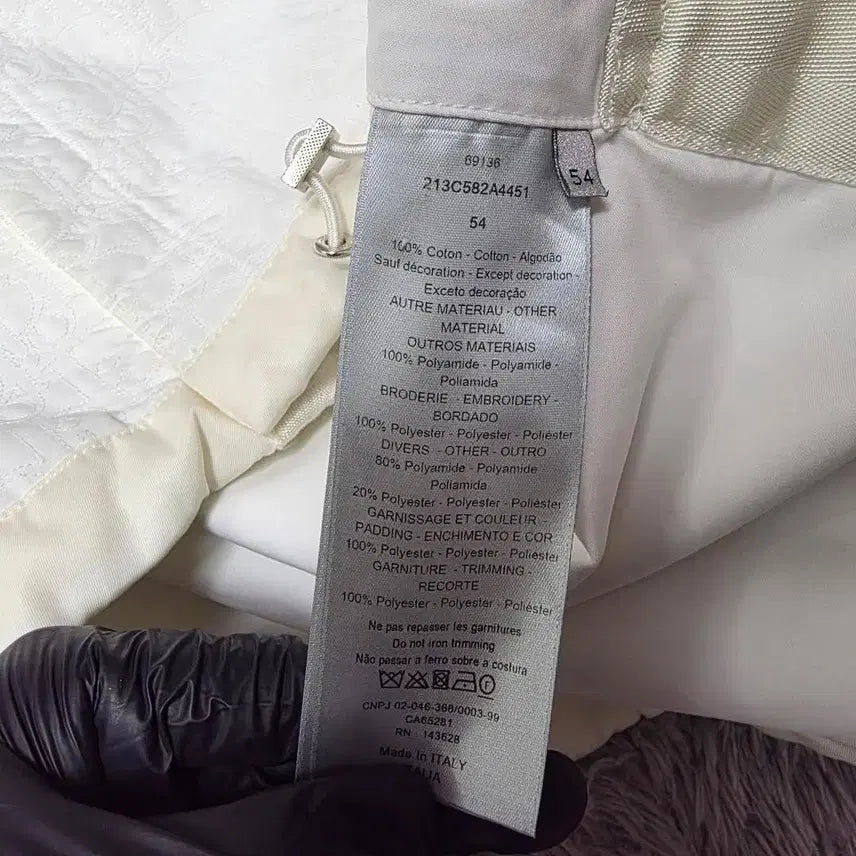 69136
213C582A4451
54
54
100% Coton - Cotton - Algodão
Sauf décoration - Except decoration -
Exceto decoração
AUTRE MATERIAU - OTHER
MATERIAL
OUTROS MATERIAIS
100% Polyamide - Polyamide -
Poliamida
BRODERIE - EMBROIDERY -
BORDADO
100% Polyester - Polyester - Poliéster
DIVERS - OTHER - OUTRO
80% Polyamide - Polyamide
Poliamida
20% Polyester - Polyester - Poliéster
GARNISSAGE ET COULEUR -
PADDING - ENCHIMENTO E COR
100% Polyester - Polyester - Poliéster
GARNITURE - TRIMMING -
RECORTE
100% Polyester - Polyester - Poliéster
Ne pas repasser les garnitures
Do not iron trimming
Não passar a ferro sobre a costura
CNPJ 02-046-366/0003-99
CA65281
RN 143628
Made in ITALY
ITALIA